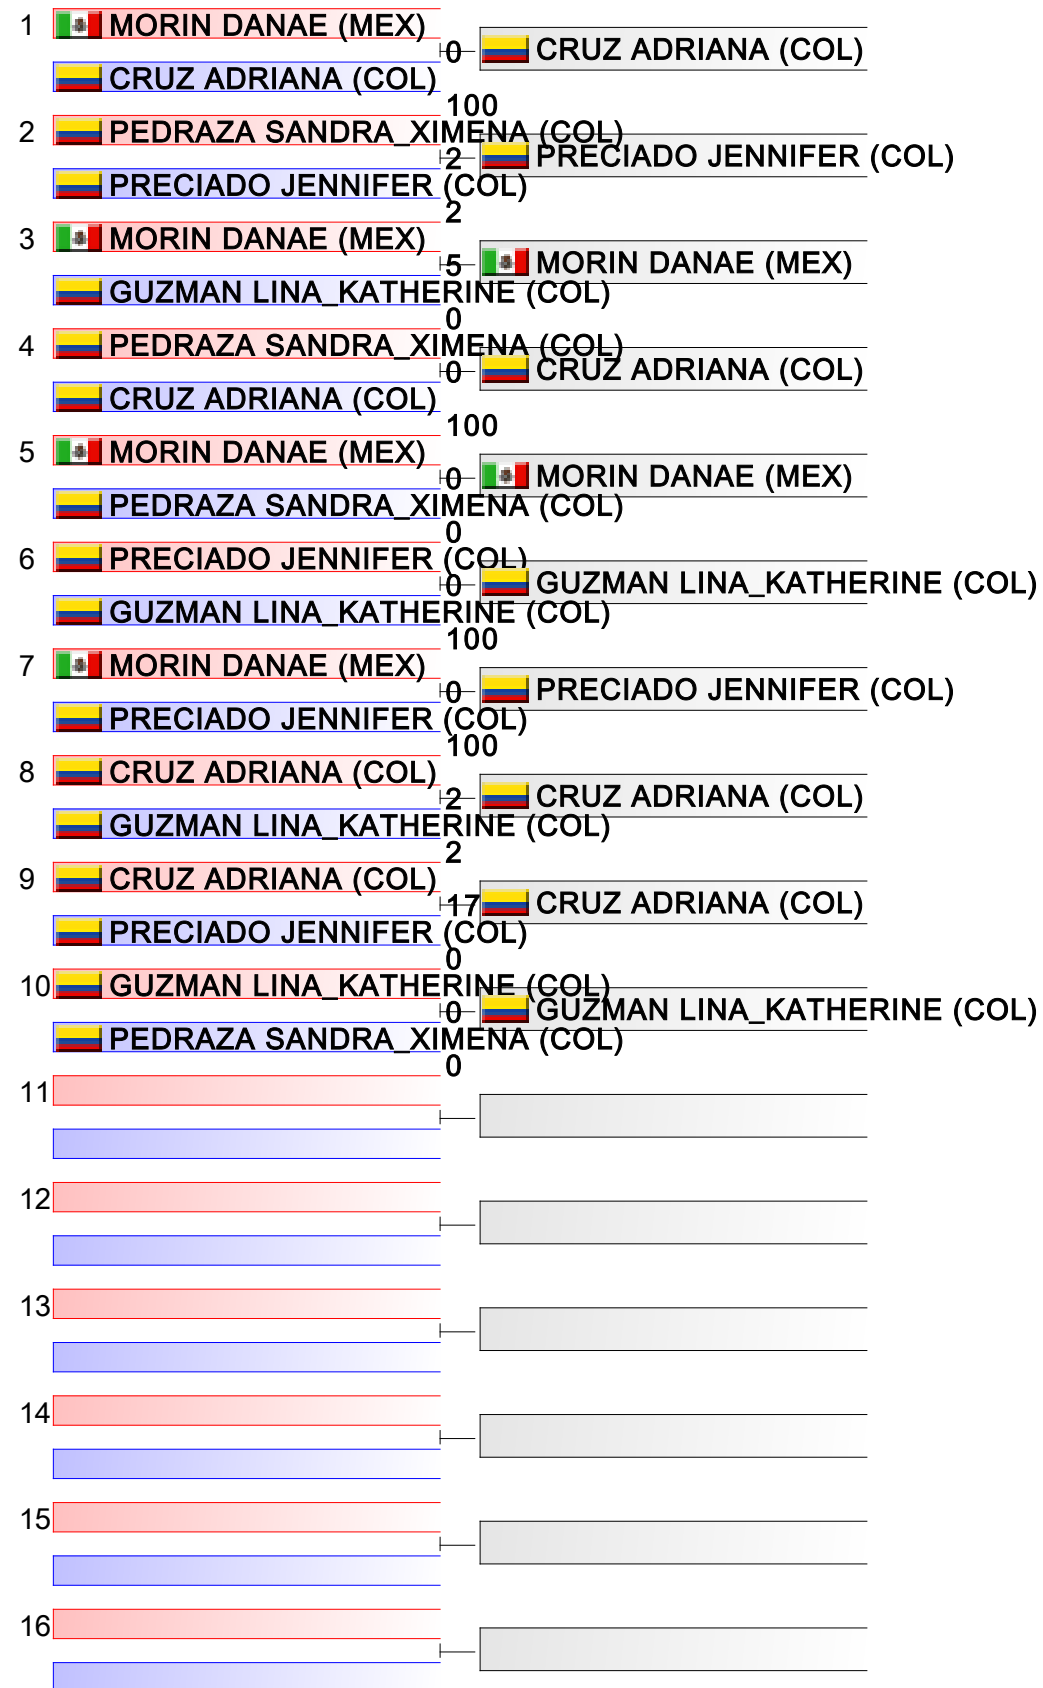 1 MORIN DANAE (MEX)
0 CRUZ ADRIANA (COL)
CRUZ ADRIANA (COL)
100
2 PEDRAZA SANDRA_XIMENA (COL)
2 PRECIADO JENNIFER (COL)
PRECIADO JENNIFER (COL)
2
3 MORIN DANAE (MEX)
5 MORIN DANAE (MEX)
GUZMAN LINA_KATHERINE (COL)
0
4 PEDRAZA SANDRA_XIMENA (COL)
0 CRUZ ADRIANA (COL)
CRUZ ADRIANA (COL)
100
5 MORIN DANAE (MEX)
0 MORIN DANAE (MEX)
PEDRAZA SANDRA_XIMENA (COL)
0
6 PRECIADO JENNIFER (COL)
0 GUZMAN LINA_KATHERINE (COL)
GUZMAN LINA_KATHERINE (COL)
100
7 MORIN DANAE (MEX)
0 PRECIADO JENNIFER (COL)
PRECIADO JENNIFER (COL)
100
8 CRUZ ADRIANA (COL)
2 CRUZ ADRIANA (COL)
GUZMAN LINA_KATHERINE (COL)
2
9 CRUZ ADRIANA (COL)
17 CRUZ ADRIANA (COL)
PRECIADO JENNIFER (COL)
0
10 GUZMAN LINA_KATHERINE (COL)
0 GUZMAN LINA_KATHERINE (COL)
PEDRAZA SANDRA_XIMENA (COL)
0
11
12
13
14
15
16